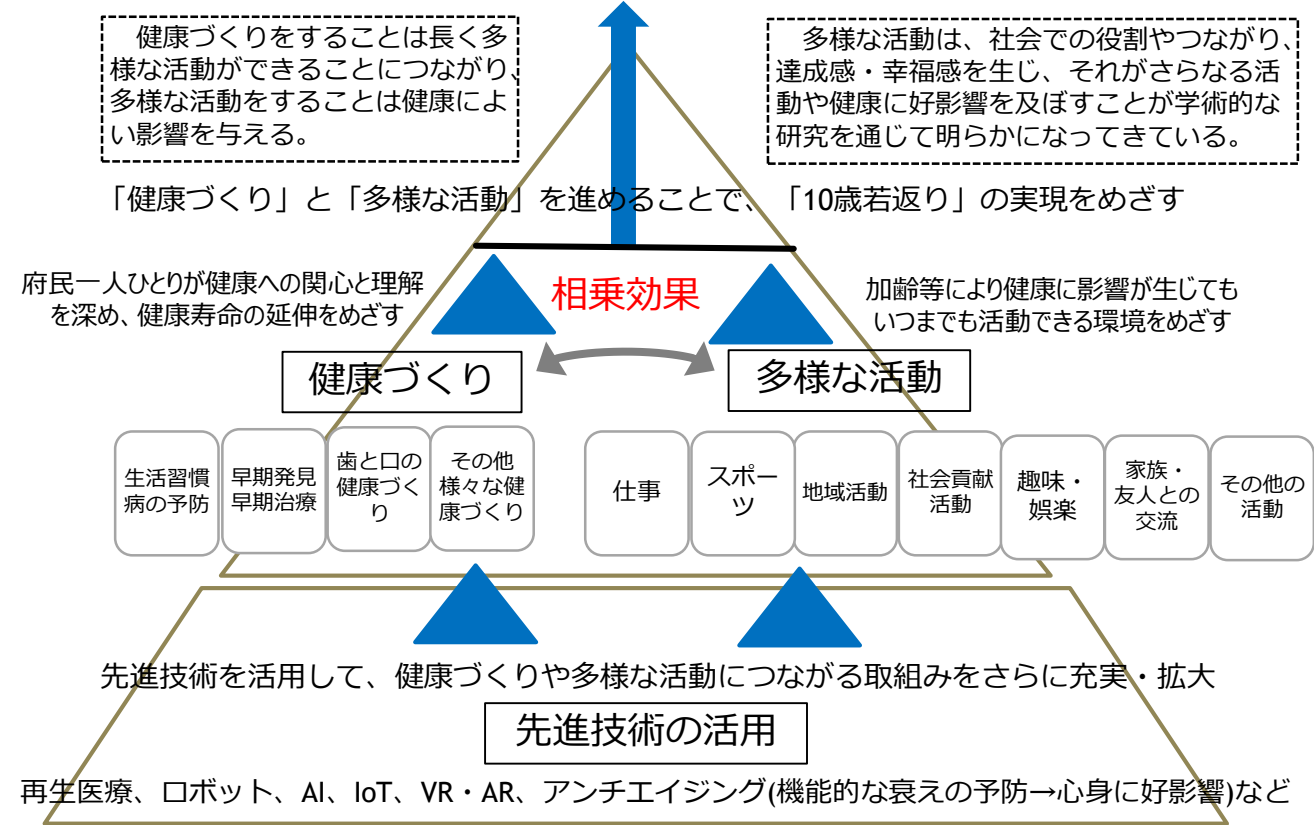 健康づくりをすることは長く多
様な活動ができることにつながり、
多様な活動をすることは健康によ
い影響を与える。
多様な活動は、社会での役割やつながり、
達成感・幸福感を生じ、それがさらなる活
動や健康に好影響を及ぼすことが学術的な
研究を通じて明らかになってきている。
「健康づくり」と「多様な活動」を進めることで、「10歳若返り」の実現をめざす
府民一人ひとりが健康への関心と理解
を深め、健康寿命の延伸をめざす
相乗効果
加齢等により健康に影響が生じても
いつまでも活動できる環境をめざす
健康づくり
多様な活動
生活習慣
病の予防
早期発見
早期治療
歯と口の
健康づく
り
その他
様々な健
康づくり
仕事
スポー
ツ
地域活動
社会貢献
活動
趣味・
娯楽
家族・
友人との
交流
その他の
活動
先進技術を活用して、健康づくりや多様な活動につながる取組みをさらに充実・拡大
先進技術の活用
再生医療、ロボット、AI、IoT、VR・AR、アンチエイジング(機能的な衰えの予防→心身に好影響)など